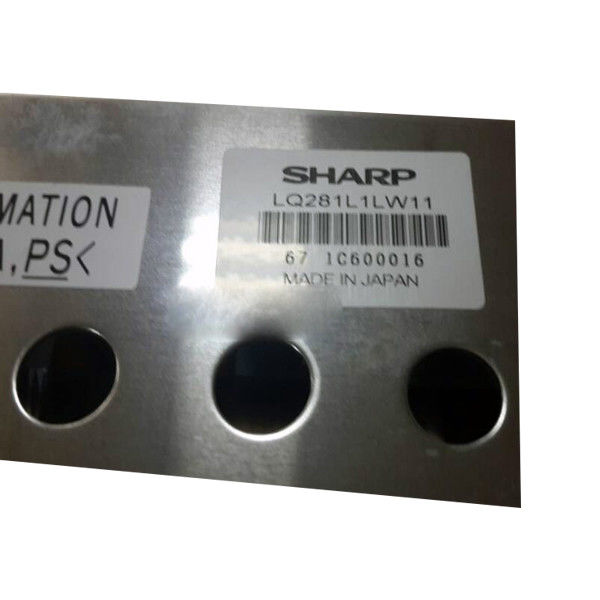 MATION
,PS<
SHARP
LQ281L1LW11
67 1C600016
MADE IN JAPAN